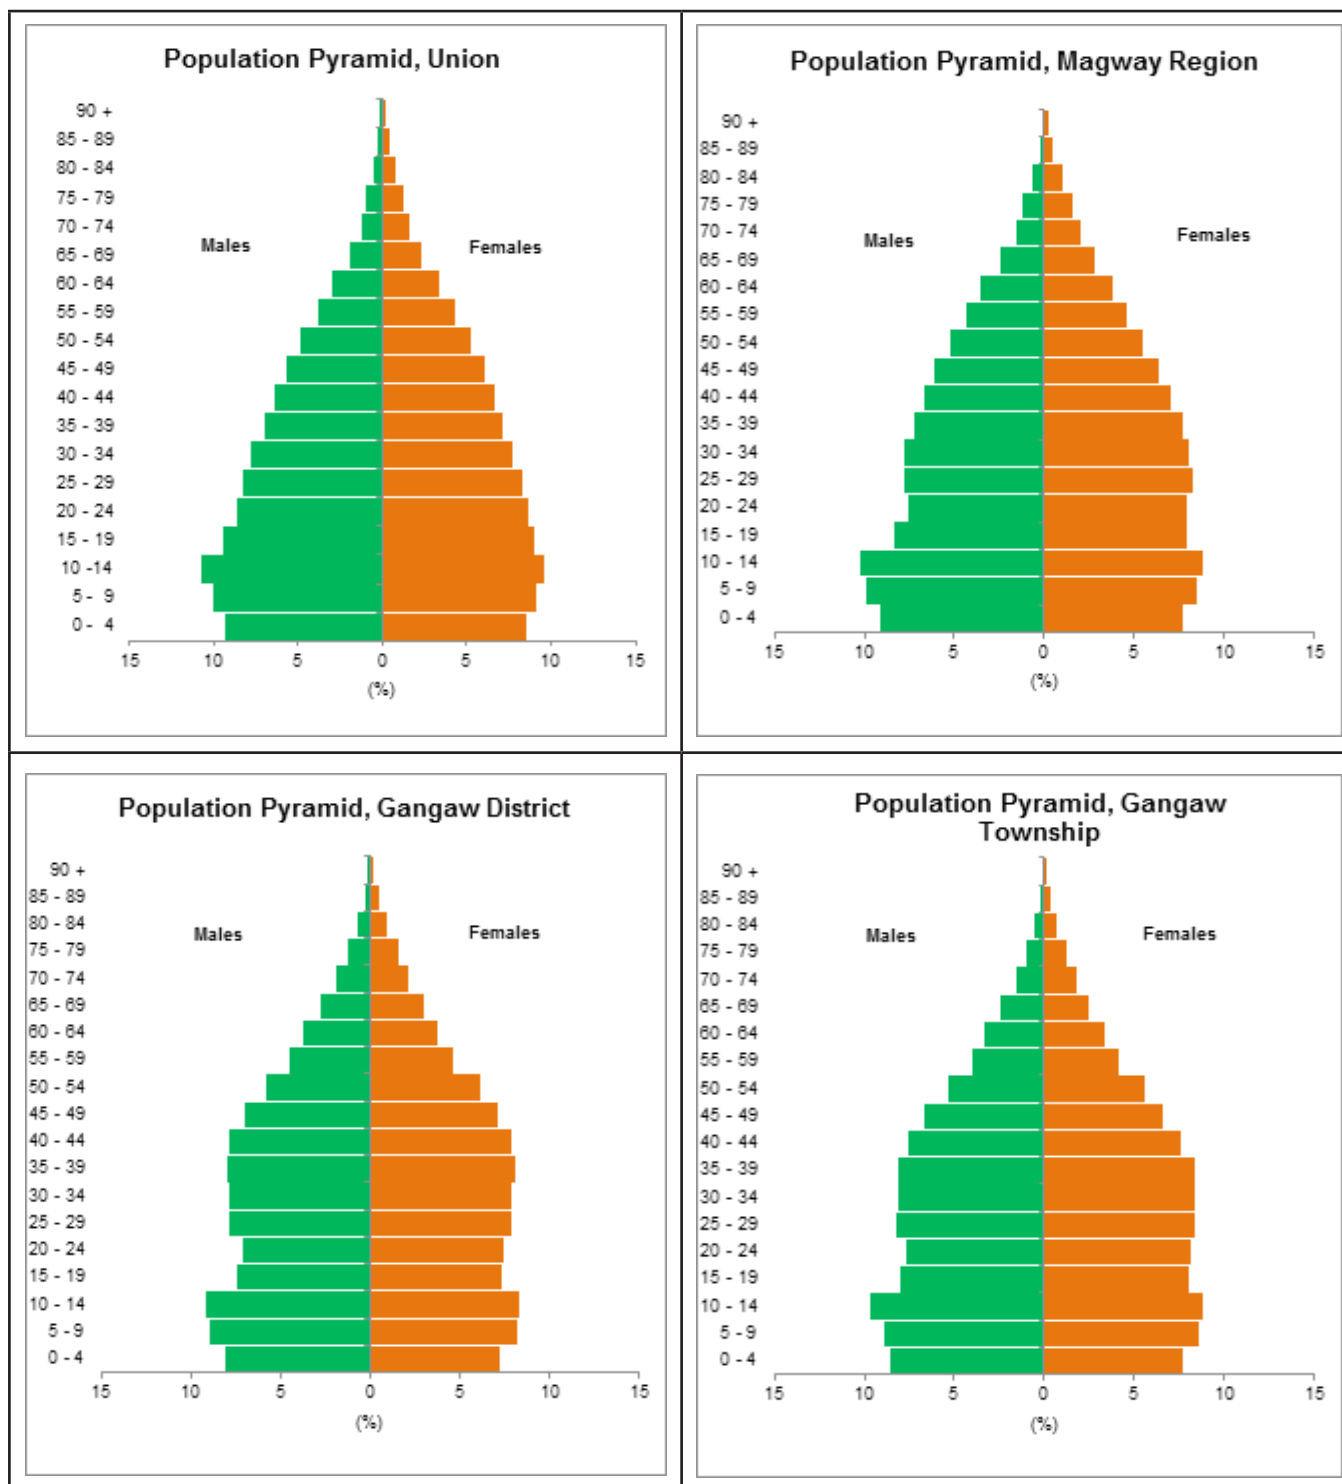 Population Pyramid, Union
90 +
85 - 89
80 - 84
75 - 79
70 - 74
Males
Females
65 - 69
60 - 64
55 - 59
50 - 54
45 - 49
40 - 44
35 - 39
30 - 34
25 - 29
20 - 24
15 - 19
10 -14
5 - 9
0 - 4
15 10 5 0 5 10 15
(%)
Population Pyramid, Magway Region
90 +
85 - 89
80 - 84
75 - 79
70 - 74
Males
Females
65 - 69
60 - 64
55 - 59
50 - 54
45 - 49
40 - 44
35 - 39
30 - 34
25 - 29
20 - 24
15 - 19
10 - 14
5 - 9
0 - 4
15 10 5 0 5 10 15
(%)
Population Pyramid, Gangaw District
90 +
85 - 89
80 - 84
Males
Females
75 - 79
70 - 74
65 - 69
60 - 64
55 - 59
50 - 54
45 - 49
40 - 44
35 - 39
30 - 34
25 - 29
20 - 24
15 - 19
10 - 14
5 - 9
0 - 4
15 10 5 0 5 10 15
(%)
Population Pyramid, Gangaw
Township
90 +
85 - 89
80 - 84
Males
Females
75 - 79
70 - 74
65 - 69
60 - 64
55 - 59
50 - 54
45 - 49
40 - 44
35 - 39
30 - 34
25 - 29
20 - 24
15 - 19
10 - 14
5 - 9
0 - 4
15 10 5 0 5 10 15
(%)